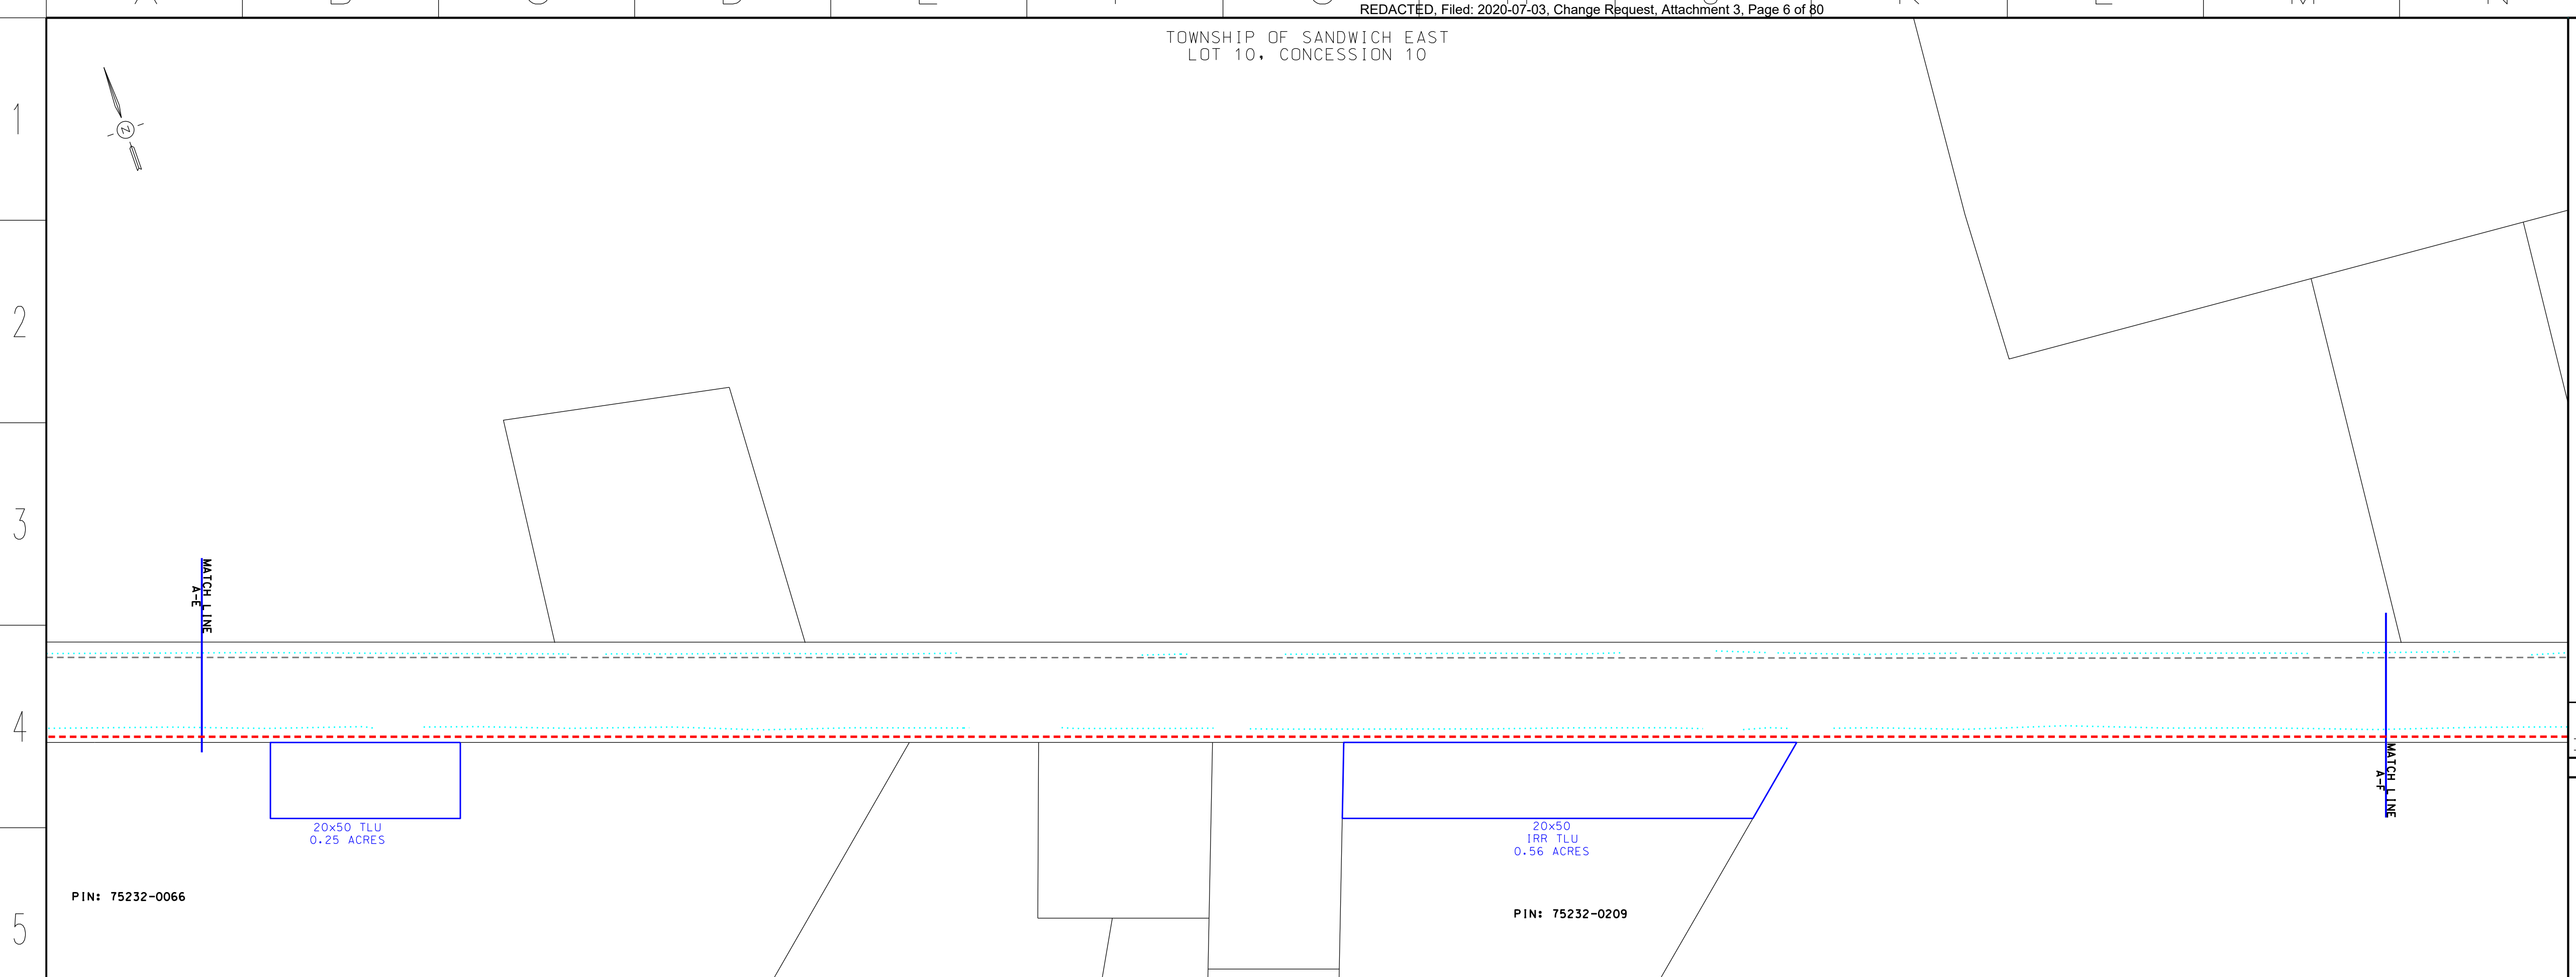 REDACTED, Filed: 2020-07-03, Change Request, Attachment 3, Page 6 of 80
TOWNSHIP OF SANDWICH EAST
LOT 10, CONCESSION 10
1
N
2
3
MATCH LINE
A-E
4
MATCH LINE
A-F
20x50 TLU
0.25 ACRES
20x50
IRR TLU
0.56 ACRES
PIN: 75232-0066
PIN: 75232-0209
5